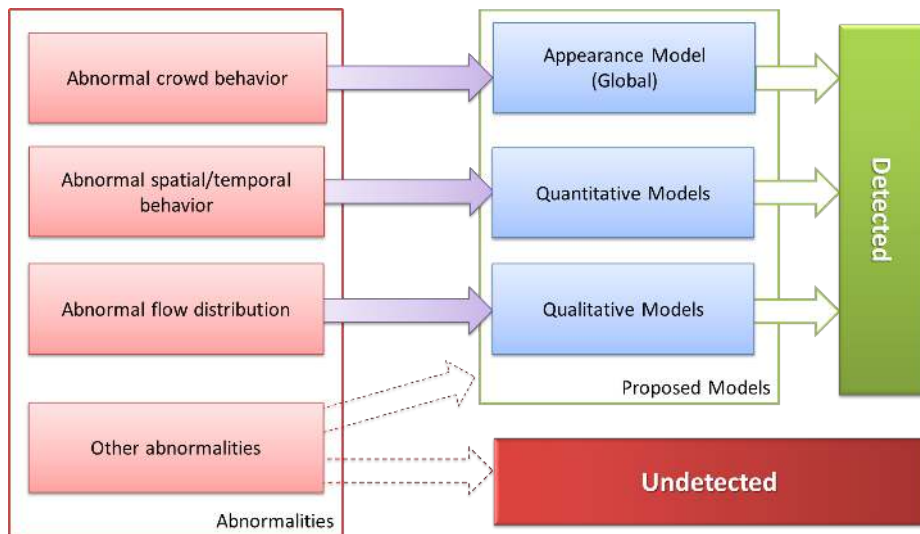 Abnormal crowd behavior
Appearance Model
(Global)
Abnormal spatial/temporal
behavior
Quantitative Models
Abnormal flow distribution
Qualitative Models
Proposed Models
Detected
Other abnormalities
Undetected
Abnormalities